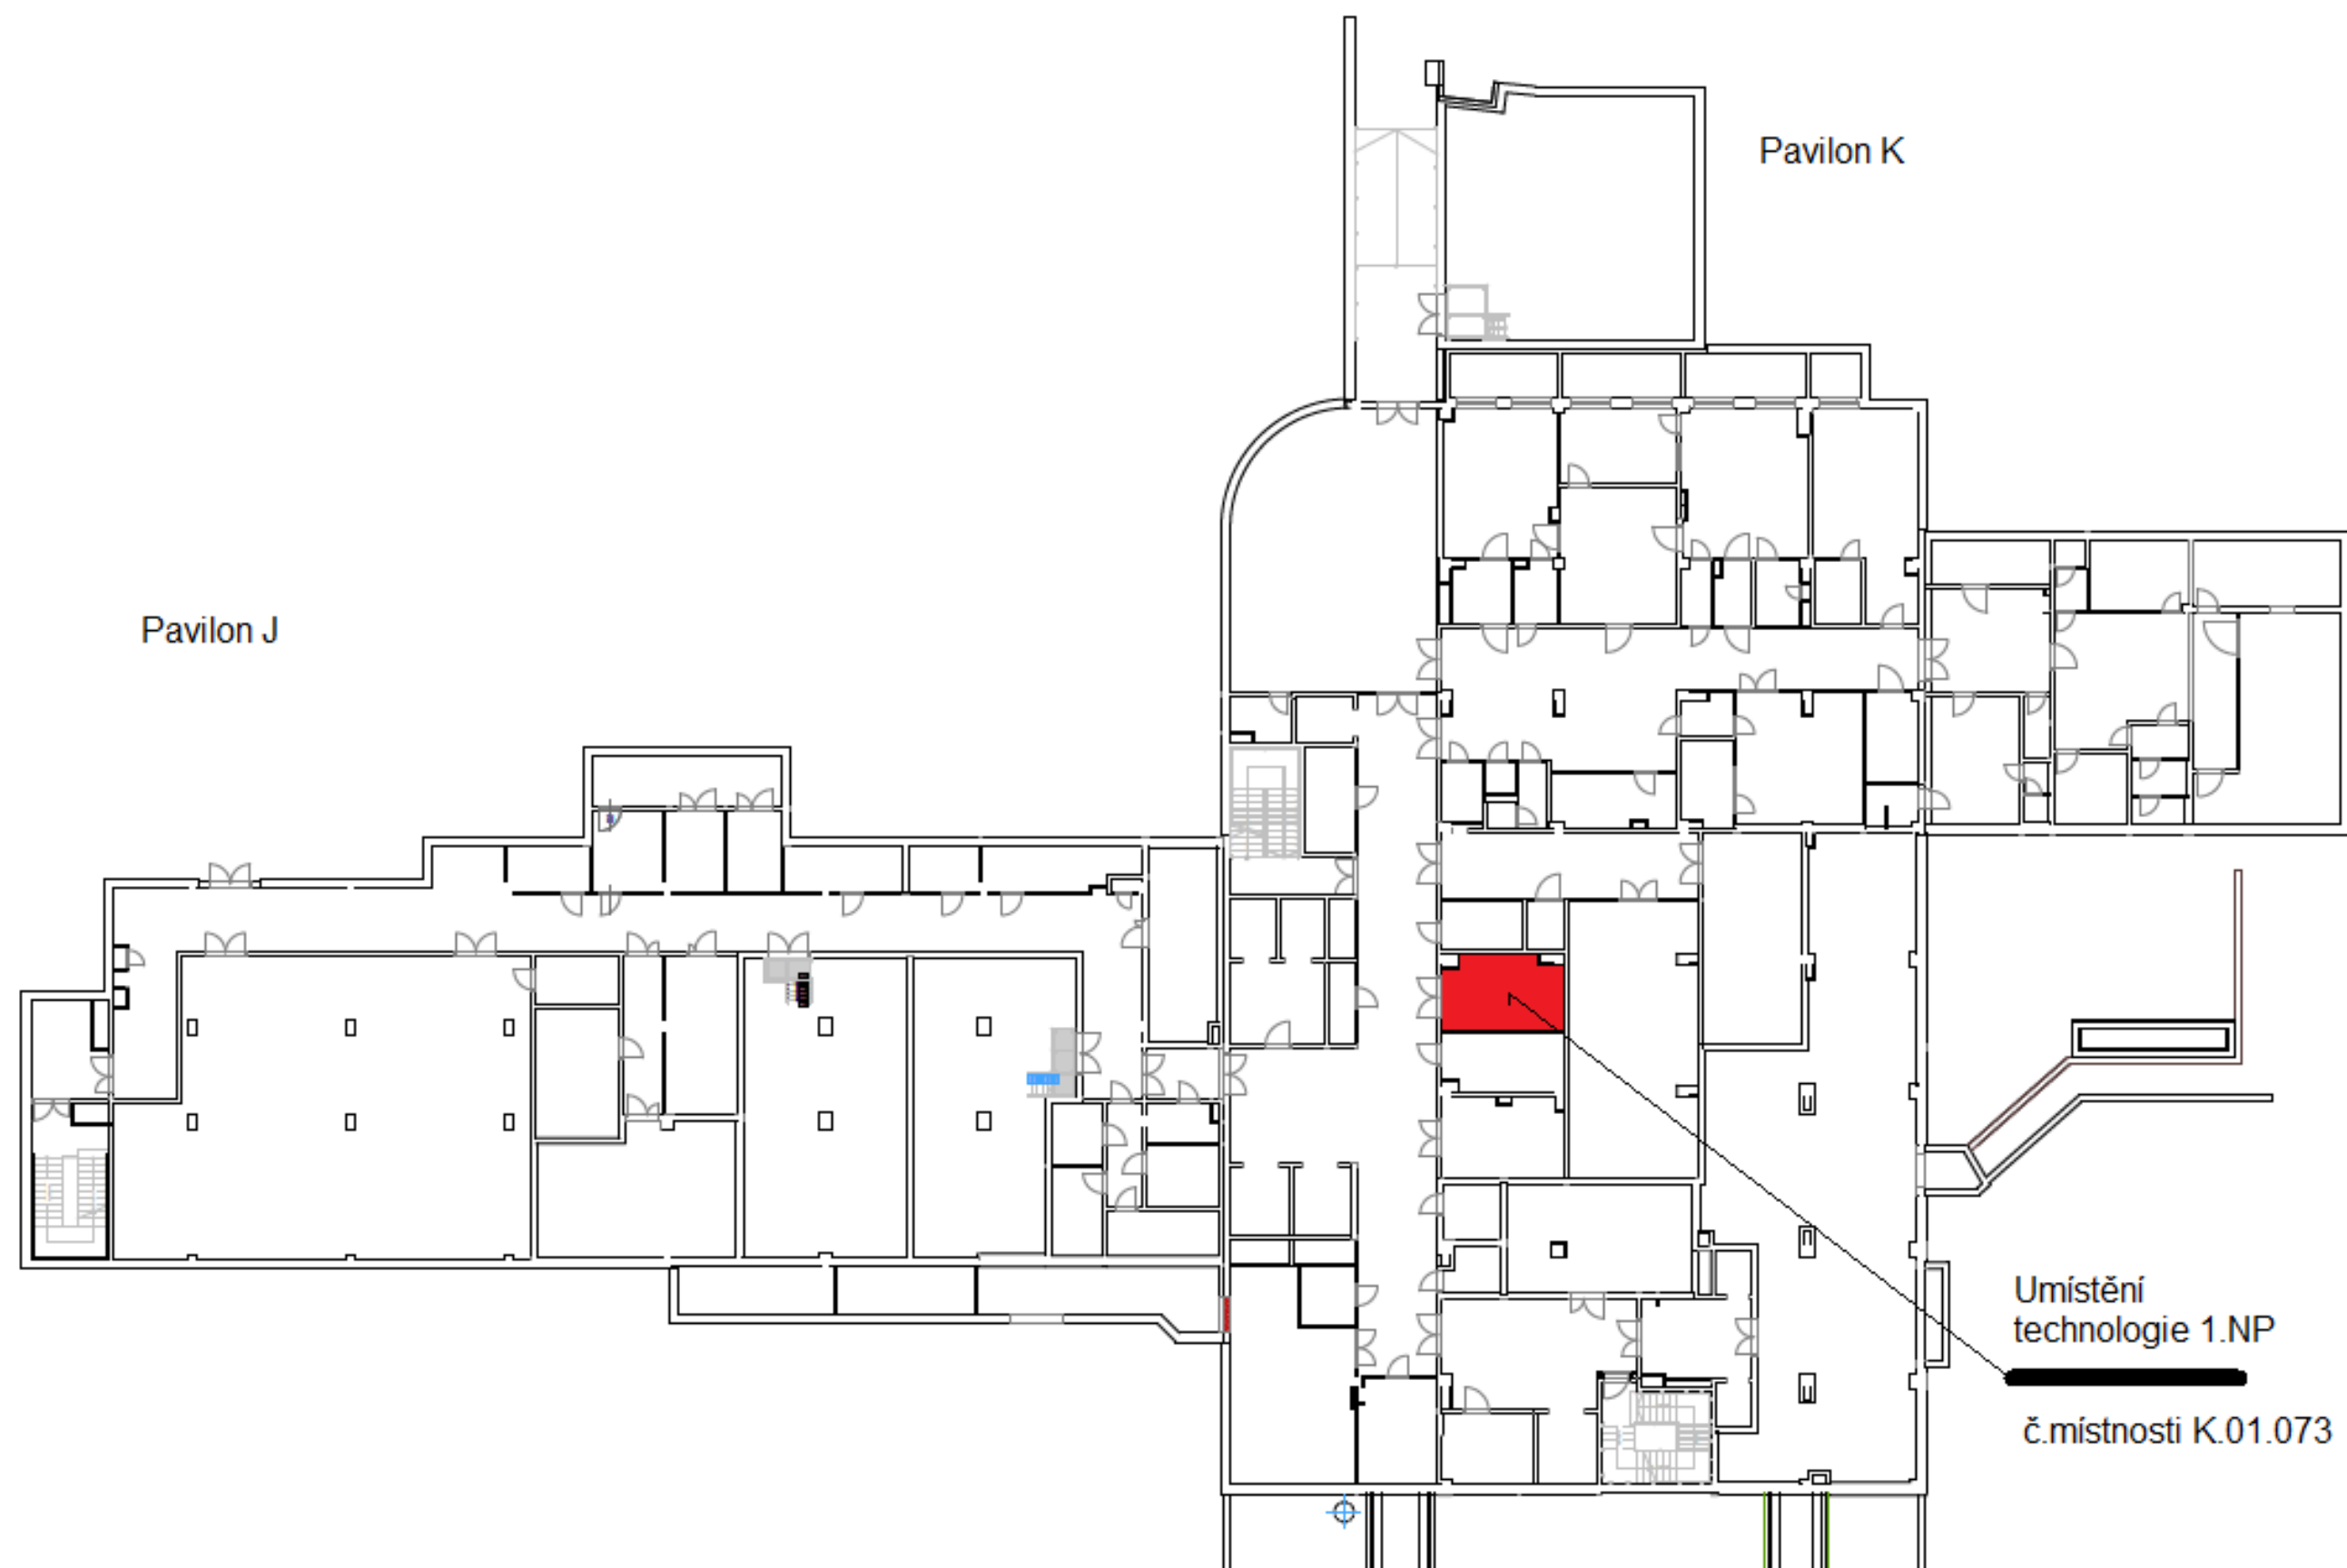 Pavilon K
Pavilon J
Umístění
technologie 1.NP
č.místnosti K.01.073